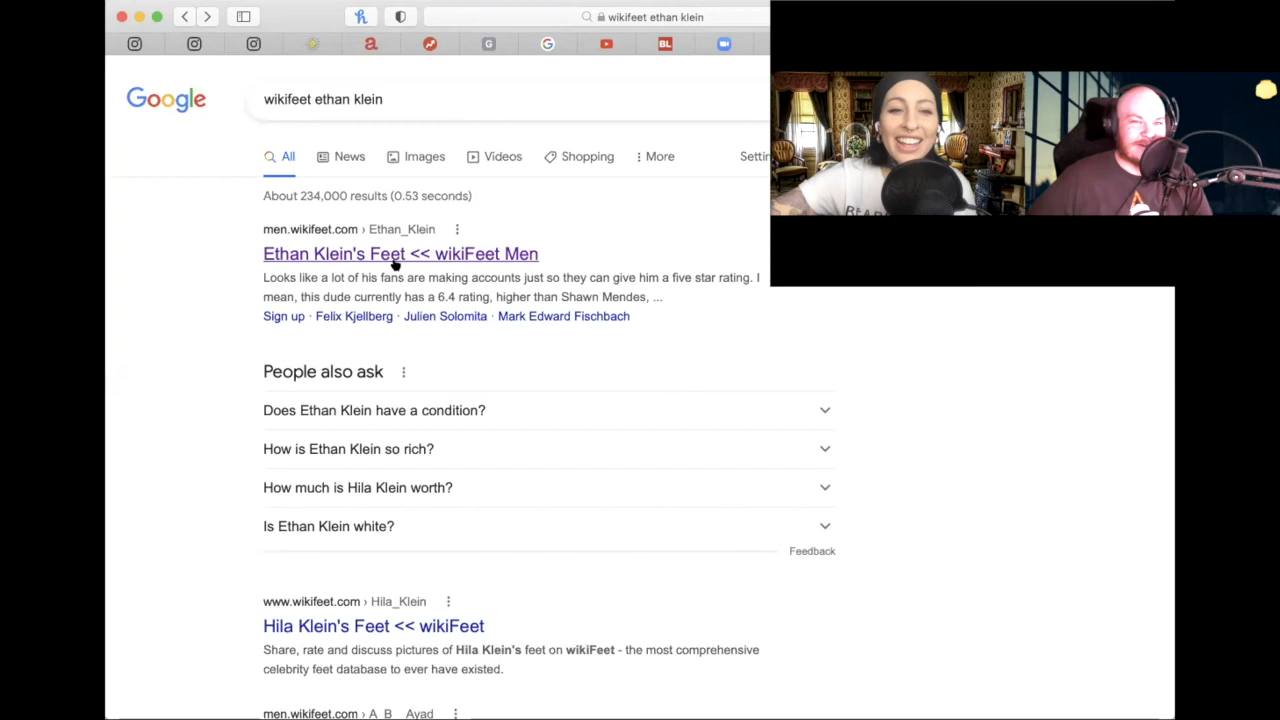 wikifeet ethan klein
a
G
G
BL
Google
wikifeet ethan klein
All
News
Images
Videos
Shopping
More
About 234,000 results (0.53 seconds)
men.wikifeet.com › Ethan_Klein
Ethan Klein's Feet << wikiFeet Men
Looks like a lot of his fans are making accounts just so they can give him a five star rating. I
mean, this dude currently has a 6.4 rating, higher than Shawn Mendes, ...
Sign up · Felix Kjellberg · Julien Solomita · Mark Edward Fischbach
People also ask
Does Ethan Klein have a condition?
How is Ethan Klein so rich?
How much is Hila Klein worth?
Is Ethan Klein white?
Feedback
www.wikifeet.com › Hila_Klein
Hila Klein's Feet << wikiFeet
Share, rate and discuss pictures of Hila Klein's feet on wikiFeet - the most comprehensive
celebrity feet database to ever have existed.
men.wikifeet.com › A_B__Ayad